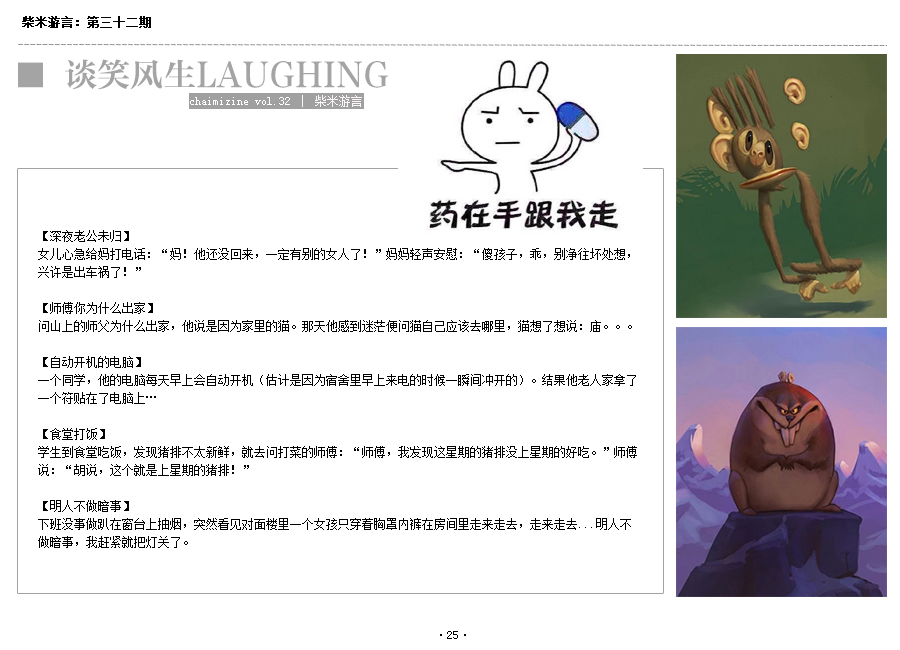 柴米游言：第三十二期
谈笑风生LAUGHING
chaimizine vol.32 | 柴米游言
药在手跟我走
【深夜老公未归】
女儿心急给妈打电话：“妈！他还没回来，一定有别的女人了！”妈妈轻声安慰：“傻孩子，乖，别净往坏处想，
兴许是出车祸了！”
【师傅你为什么出家】
问山上的师父为什么出家，他说是因为家里的猫。那天他感到迷茫便问猫自己应该去哪里，猫想了想说：庙。。。
【自动开机的电脑】
一个同学，他的电脑每天早上会自动开机（估计是因为宿舍里早上来电的时候一瞬间冲开的）。结果他老人家拿了
一个符贴在了电脑上…
【食堂打饭】
学生到食堂吃饭，发现猪排不太新鲜，就去问打菜的师傅：“师傅，我发现这星期的猪排没上星期的好吃。”师傅
说：“胡说，这个就是上星期的猪排！”
【明人不做暗事】
下班没事做趴在窗台上抽烟，突然看见对面楼里一个女孩只穿着胸罩内裤在房间里走来走去，走来走去...明人不
做暗事，我赶紧就把灯关了。
·25·